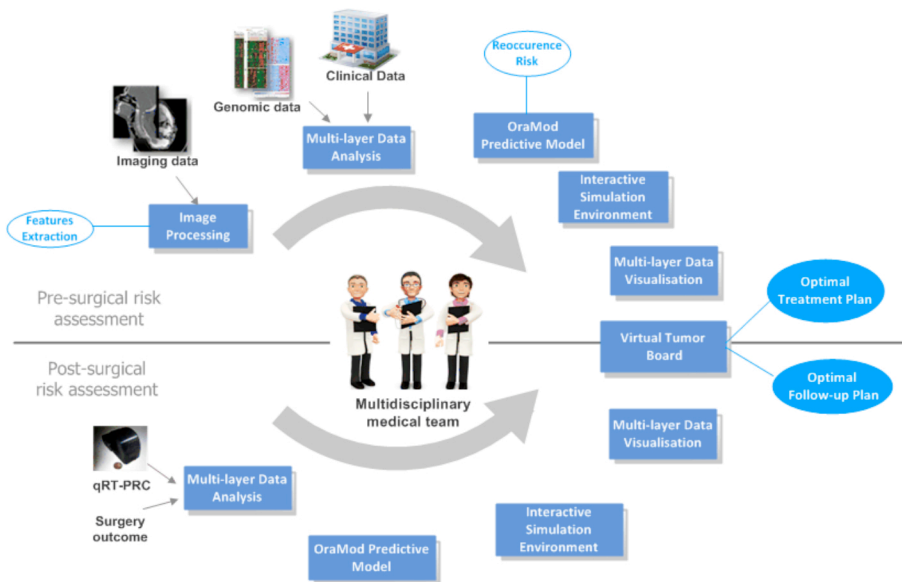 Reoccurence
Risk
Clinical Data
Genomic data
Multi-layer Data
Analysis
OraMod
Predictive Model
Imaging data
Interactive
Simulation
Environment
Features
Extraction
Image
Processing
Multi-layer Data
Visualisation
Optimal
Treatment Plan
Pre-surgical risk
assessment
Virtual Tumor
Board
Post-surgical
risk assessment
Optimal
Follow-up Plan
Multidisciplinary
medical team
Multi-layer Data
Visualisation
qRT-PRC
Multi-layer Data
Analysis
Surgery
outcome
Interactive
Simulation
Environment
OraMod Predictive
Model